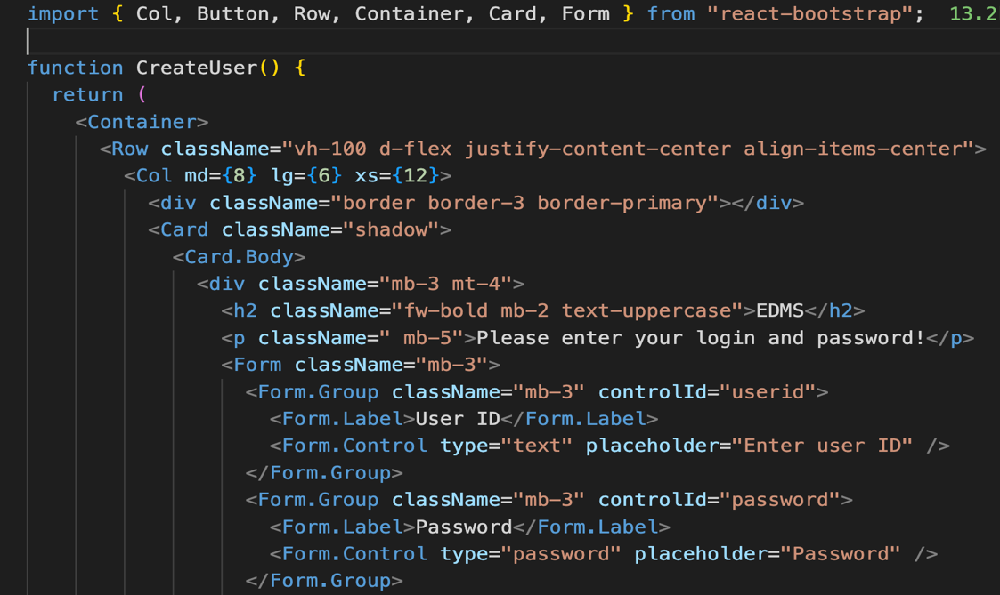 import { Col, Button, Row, Container, Card, Form } from "react-bootstrap";  13.2
function CreateUser() {
  return (
    <Container>
      <Row className="vh-100 d-flex justify-content-center align-items-center">
        <Col md={8} lg={6} xs={12}>
          <div className="border border-3 border-primary"></div>
          <Card className="shadow">
            <Card.Body>
              <div className="mb-3 mt-4">
                <h2 className="fw-bold mb-2 text-uppercase">EDMS</h2>
                <p className=" mb-5">Please enter your login and password!</p>
                <Form className="mb-3">
                  <Form.Group className="mb-3" controlId="userid">
                    <Form.Label>User ID</Form.Label>
                    <Form.Control type="text" placeholder="Enter user ID" />
                  </Form.Group>
                  <Form.Group className="mb-3" controlId="password">
                    <Form.Label>Password</Form.Label>
                    <Form.Control type="password" placeholder="Password" />
                  </Form.Group>